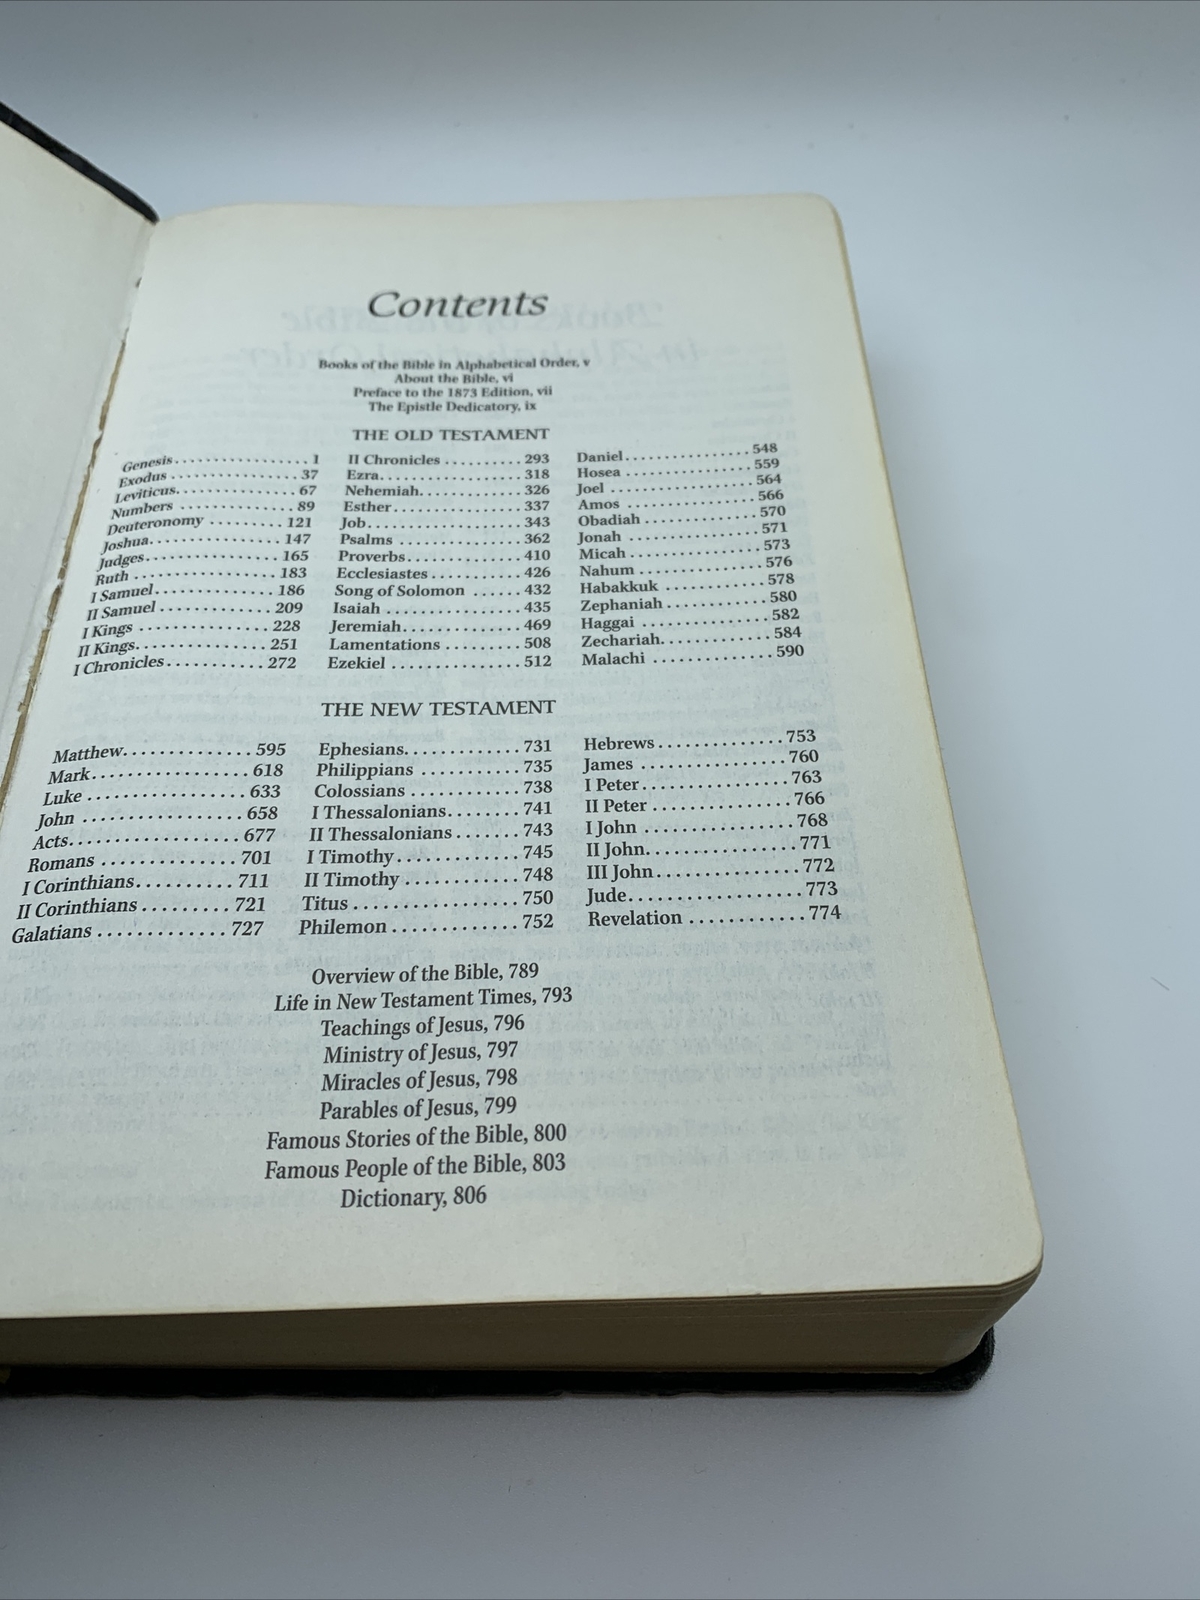 Contents
Books of the Bible in Alphabetical Order, v
About the Bible, vi
Preface to the 1873 Edition, vii
The Epistle Dedicatory, ix
THE OLD TESTAMENT
Genesis................ 1
Exodus ............... 37
Leviticus.............. 67
Numbers .............. 89
Deuteronomy ......... 121
Joshua................ 147
Judges................ 165
Ruth ................. 183
I Samuel.............. 186
II Samuel ............. 209
I Kings ............... 228
II Kings............... 251
I Chronicles........... 272
II Chronicles .......... 293
Ezra.................. 318
Nehemiah............. 326
Esther................ 337
Job................... 343
Psalms ............... 362
Proverbs.............. 410
Ecclesiastes ........... 426
Song of Solomon ...... 432
Isaiah ................ 435
Jeremiah.............. 469
Lamentations ......... 508
Ezekiel ............... 512
Daniel................ 548
Hosea ................ 559
Joel .................. 564
Amos ................. 566
Obadiah .............. 570
Jonah ................ 571
Micah ................ 573
Nahum ............... 576
Habakkuk ............ 578
Zephaniah ............ 580
Haggai ............... 582
Zechariah............. 584
Malachi .............. 590
THE NEW TESTAMENT
Matthew.............. 595
Mark................. 618
Luke ................. 633
John ................. 658
Acts.................. 677
Romans .............. 701
I Corinthians.......... 711
II Corinthians ......... 721
Galatians ............. 727
Ephesians............. 731
Philippians ........... 735
Colossians ............ 738
I Thessalonians........ 741
II Thessalonians ....... 743
I Timothy............. 745
II Timothy ............ 748
Titus ................. 750
Philemon ............. 752
Hebrews .............. 753
James ................ 760
I Peter................ 763
II Peter ............... 766
I John ................ 768
II John................ 771
III John............... 772
Jude.................. 773
Revelation ........... 774
Overview of the Bible, 789
Life in New Testament Times, 793
Teachings of Jesus, 796
Ministry of Jesus, 797
Miracles of Jesus, 798
Parables of Jesus, 799
Famous Stories of the Bible, 800
Famous People of the Bible, 803
Dictionary, 806